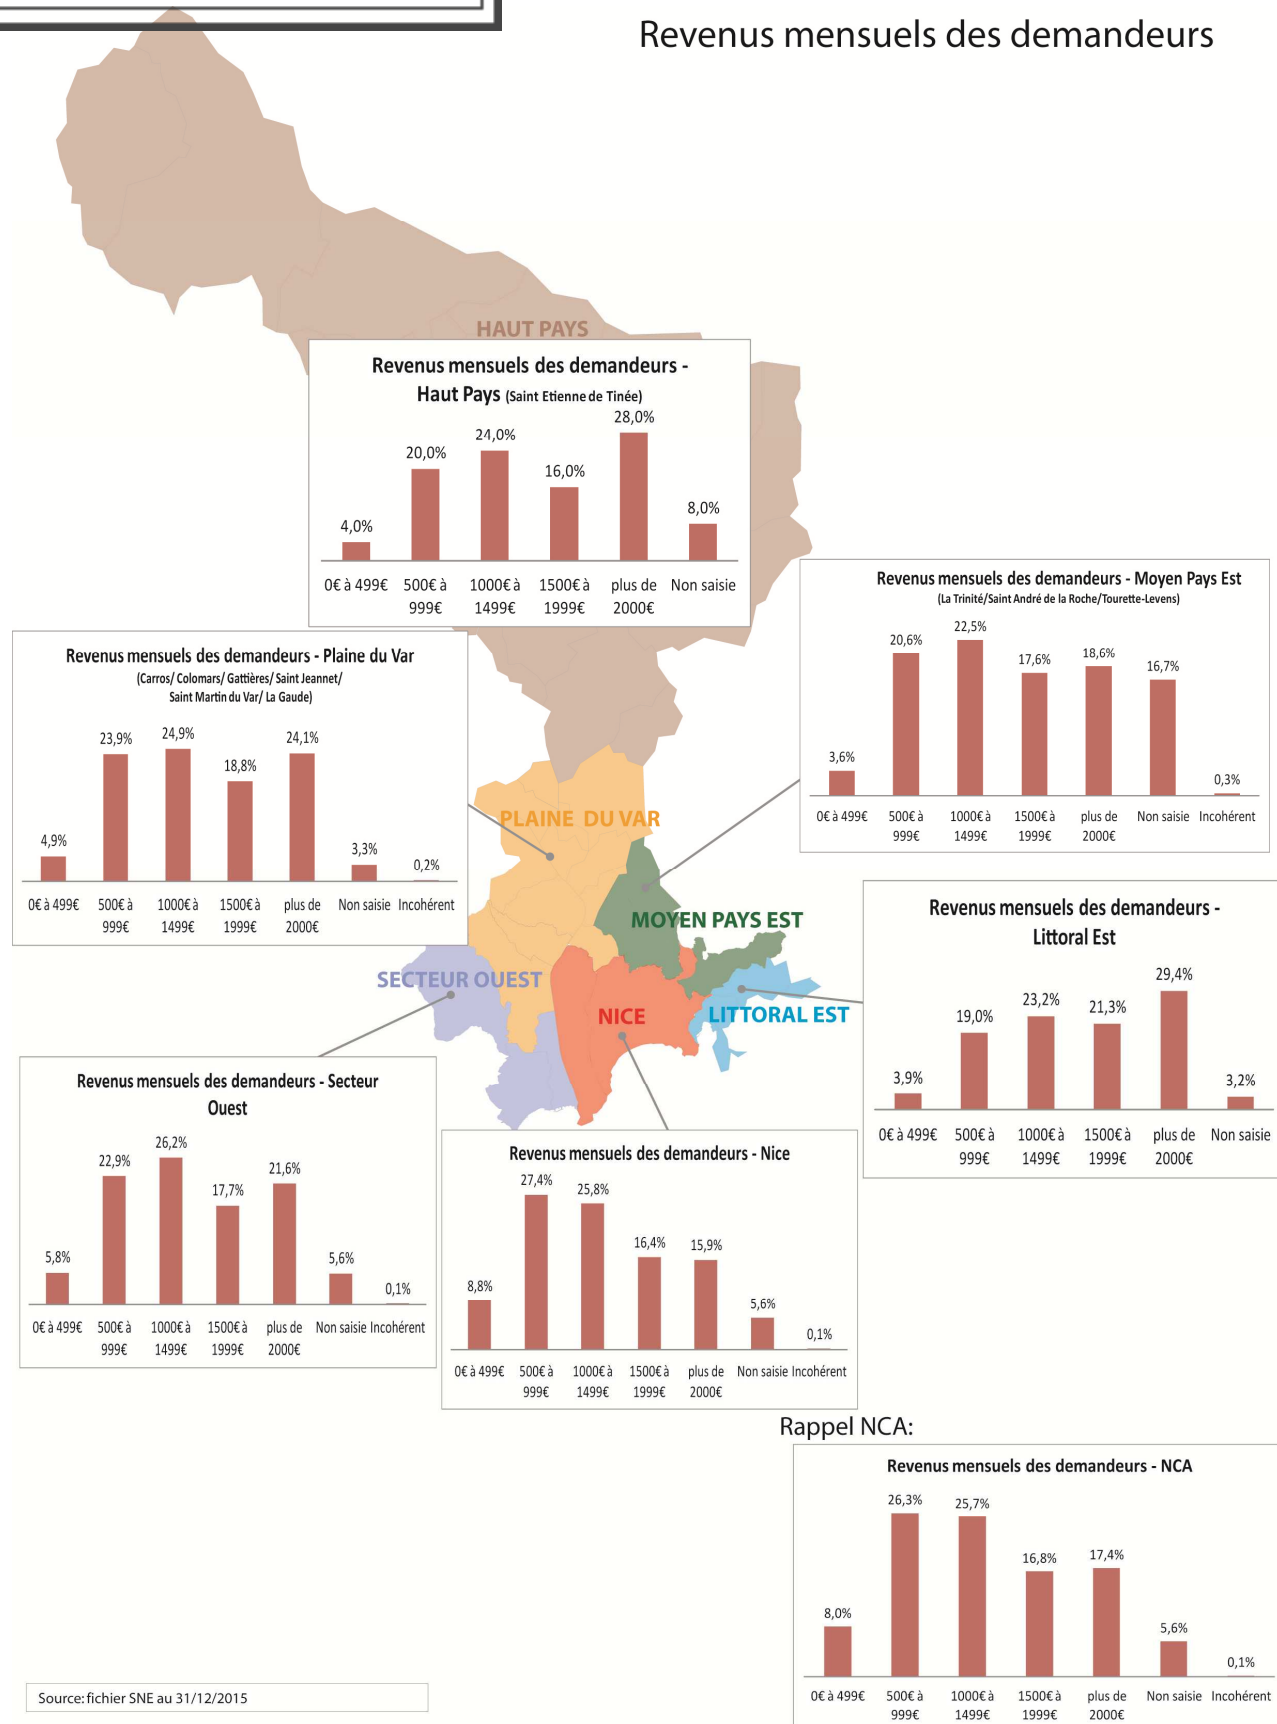 Revenus mensuels des demandeurs
HAUT PAYS
Revenus mensuels des demandeurs -
Haut Pays (Saint Etienne de Tinée)
4,0%
20,0%
24,0%
16,0%
28,0%
8,0%
0€ à 499€ 500€ à 1000€ à 1500€ à plus de Non saisie
999€ 1499€ 1999€ 2000€
Revenus mensuels des demandeurs - Moyen Pays Est
(La Trinité/Saint André de la Roche/Tourette-Levens)
3,6%
20,6%
22,5%
17,6%
18,6%
16,7%
0,3%
0€ à 499€ 500€ à 1000€ à 1500€ à plus de Non saisie Incohérent
999€ 1499€ 1999€ 2000€
Revenus mensuels des demandeurs - Plaine du Var
(Carros/ Colomars/ Gattières/ Saint Jeannet/
Saint Martin du Var/ La Gaude)
4,9%
23,9%
24,9%
18,8%
24,1%
3,3%
0,2%
0€ à 499€ 500€ à 1000€ à 1500€ à plus de Non saisie Incohérent
999€ 1499€ 1999€ 2000€
PLAINE DU VAR
MOYEN PAYS EST
SECTEUR OUEST
NICE
LITTORAL EST
Revenus mensuels des demandeurs -
Littoral Est
3,9%
19,0%
23,2%
21,3%
29,4%
3,2%
0€ à 499€ 500€ à 1000€ à 1500€ à plus de Non saisie
999€ 1499€ 1999€ 2000€
Revenus mensuels des demandeurs - Secteur
Ouest
5,8%
22,9%
26,2%
17,7%
21,6%
5,6%
0,1%
0€ à 499€ 500€ à 1000€ à 1500€ à plus de Non saisie Incohérent
999€ 1499€ 1999€ 2000€
Revenus mensuels des demandeurs - Nice
8,8%
27,4%
25,8%
16,4%
15,9%
5,6%
0,1%
0€ à 499€ 500€ à 1000€ à 1500€ à plus de Non saisie Incohérent
999€ 1499€ 1999€ 2000€
Rappel NCA:
Revenus mensuels des demandeurs - NCA
8,0%
26,3%
25,7%
16,8%
17,4%
5,6%
0,1%
0€ à 499€ 500€ à 1000€ à 1500€ à plus de Non saisie Incohérent
999€ 1499€ 1999€ 2000€
Source: fichier SNE au 31/12/2015